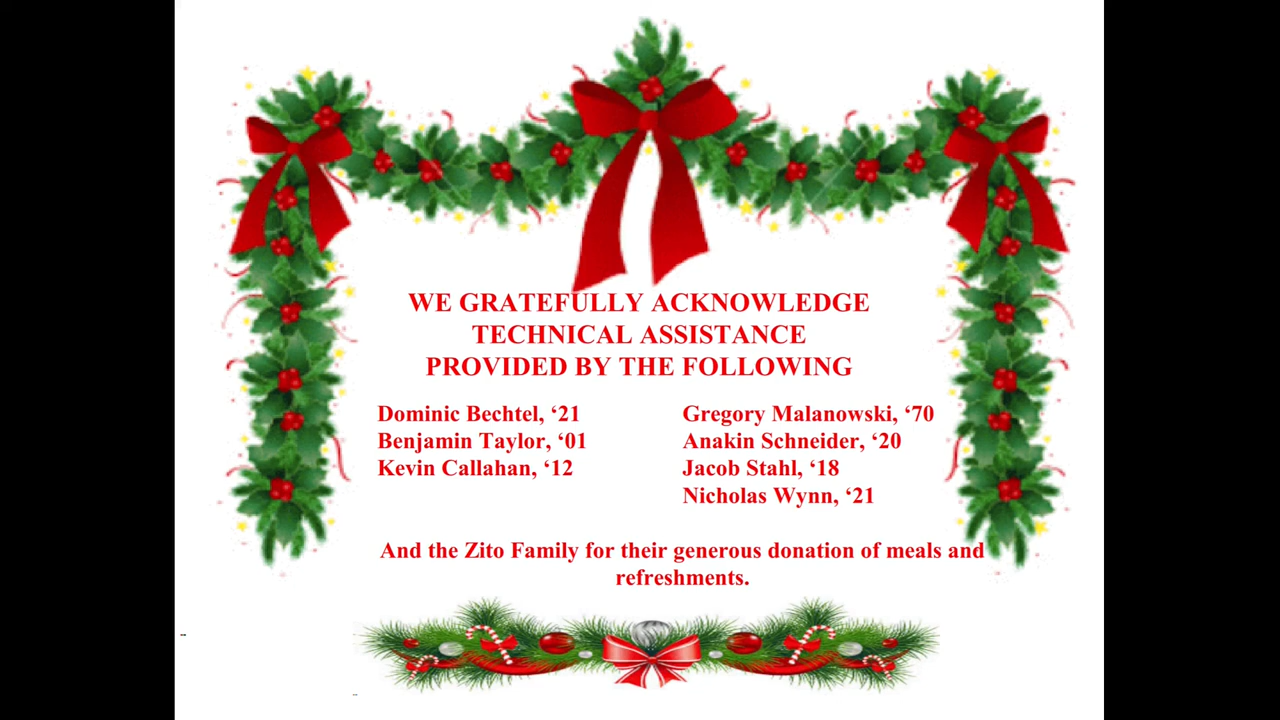 WE GRATEFULLY ACKNOWLEDGE
TECHNICAL ASSISTANCE
PROVIDED BY THE FOLLOWING
Dominic Bechtel, ‘21
Benjamin Taylor, ‘01
Kevin Callahan, ‘12
Gregory Malanowski, ‘70
Anakin Schneider, ‘20
Jacob Stahl, ‘18
Nicholas Wynn, ‘21
And the Zito Family for their generous donation of meals and
refreshments.